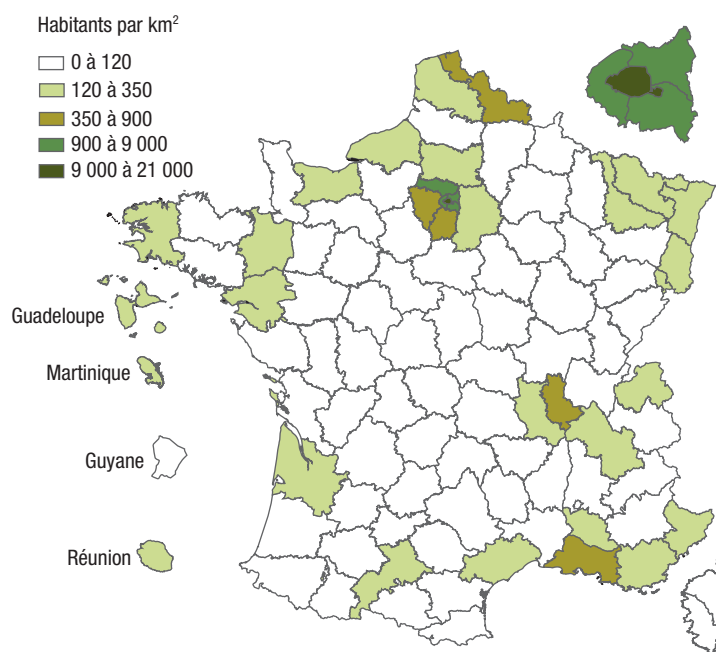 Habitants par km²
0 à 120
120 à 350
350 à 900
900 à 9 000
9 000 à 21 000
Guadeloupe
Martinique
Guyane
Réunion